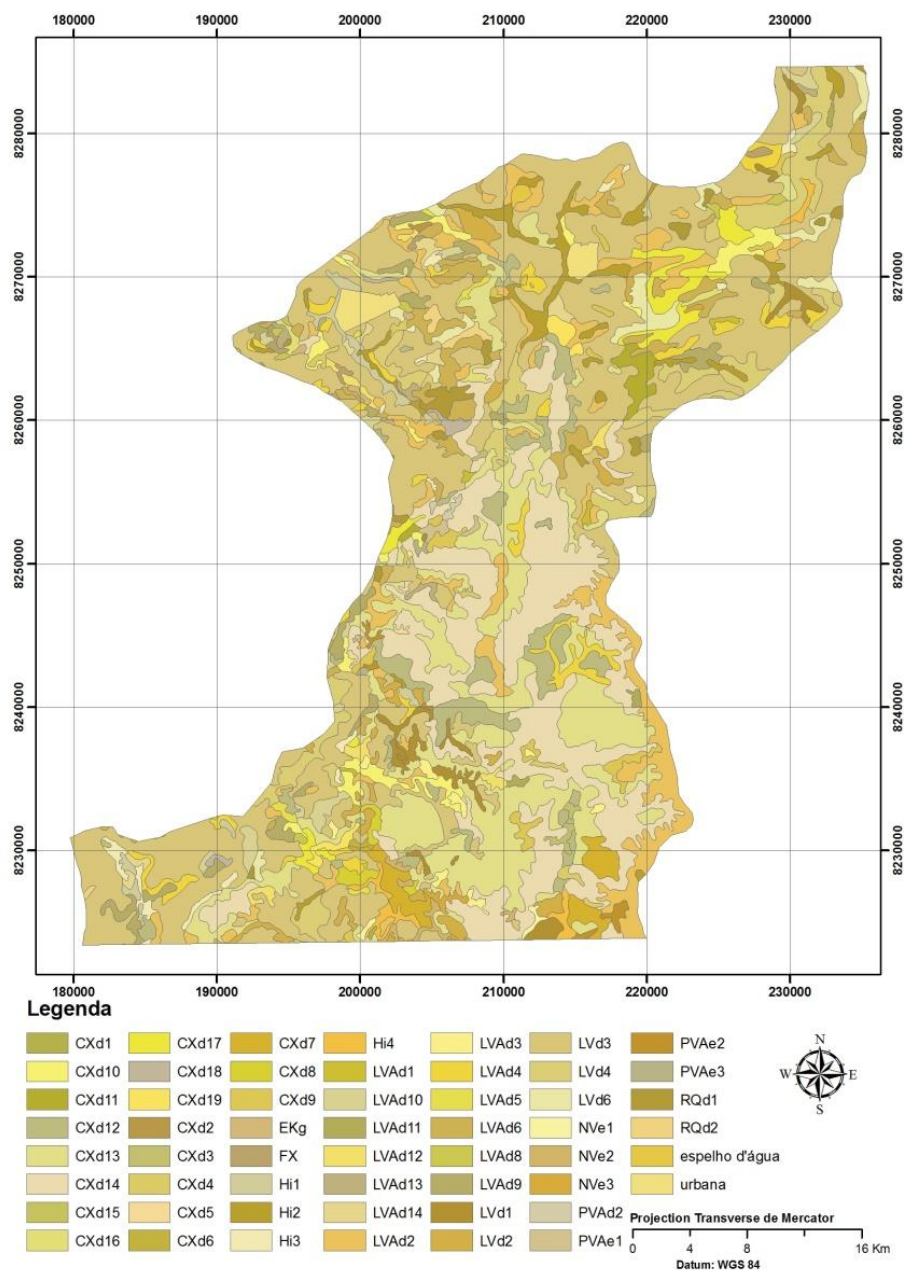 180000 190000 200000 210000 220000 230000
8280000 8280000
8270000 8270000
8260000 8260000
8250000 8250000
8240000 8240000
8230000 8230000
180000 190000 200000 210000 220000 230000
Legenda
CXd1 CXd17 CXd7 Hi4 LVAd3 LVd3 PVAe2
CXd10 CXd18 CXd8 LVAd1 LVAd4 LVd4 PVAe3
CXd11 CXd19 CXd9 LVAd10 LVAd5 LVd6 RQd1
CXd12 CXd2 EKg LVAd11 LVAd6 NVe1 RQd2
CXd13 CXd3 FX LVAd12 LVAd8 NVe2 espelho d'água
CXd14 CXd4 Hi1 LVAd13 LVAd9 NVe3 urbana
CXd15 CXd5 Hi2 LVAd14 LVd1 PVAd2
CXd16 CXd6 Hi3 LVAd2 LVd2 PVAe1
N
W E
S
Projection Transverse de Mercator
0 4 8 16 Km
Datum: WGS 84